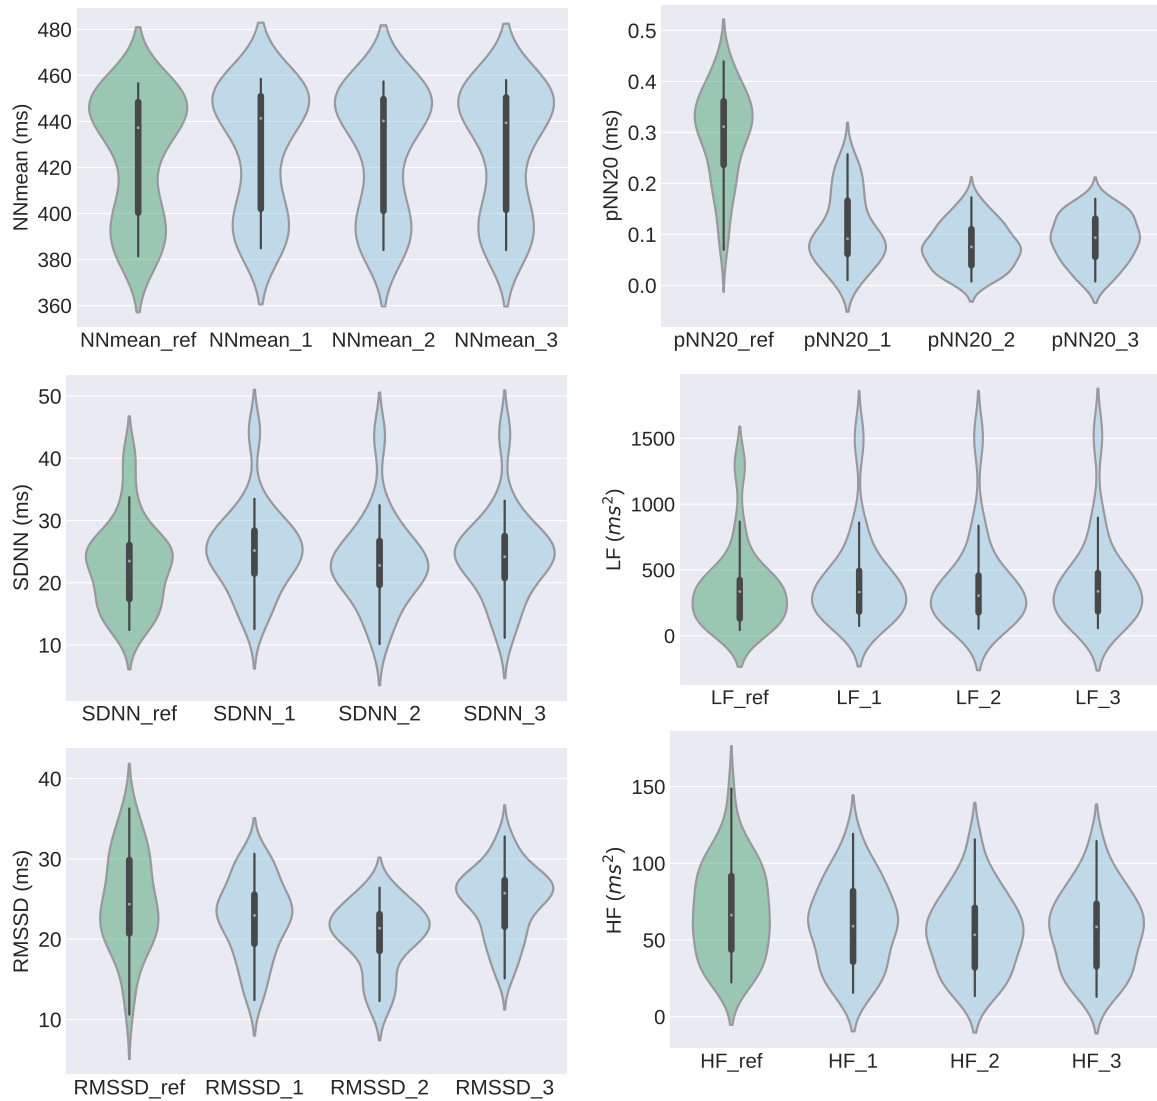 480
460
440
420
400
380
360
NNmean (ms)
NNmean_ref NNmean_1 NNmean_2 NNmean_3
0.5
0.4
0.3
0.2
0.1
0.0
pNN20 (ms)
pNN20_ref pNN20_1 pNN20_2 pNN20_3
50
40
30
20
10
SDNN (ms)
SDNN_ref SDNN_1 SDNN_2 SDNN_3
1500
1000
500
0
LF (ms²)
LF_ref LF_1 LF_2 LF_3
40
30
20
10
RMSSD (ms)
RMSSD_ref RMSSD_1 RMSSD_2 RMSSD_3
150
100
50
0
HF (ms²)
HF_ref HF_1 HF_2 HF_3